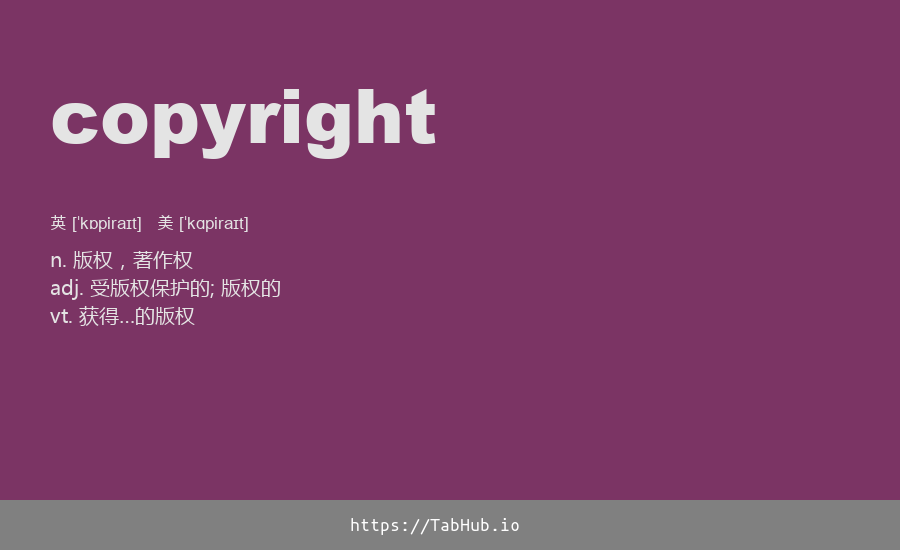 copyright
英 [ˈkɒpiraɪt] 美 [ˈkɑpiraɪt]
n. 版权，著作权
adj. 受版权保护的; 版权的
vt. 获得...的版权
https://TabHub.io